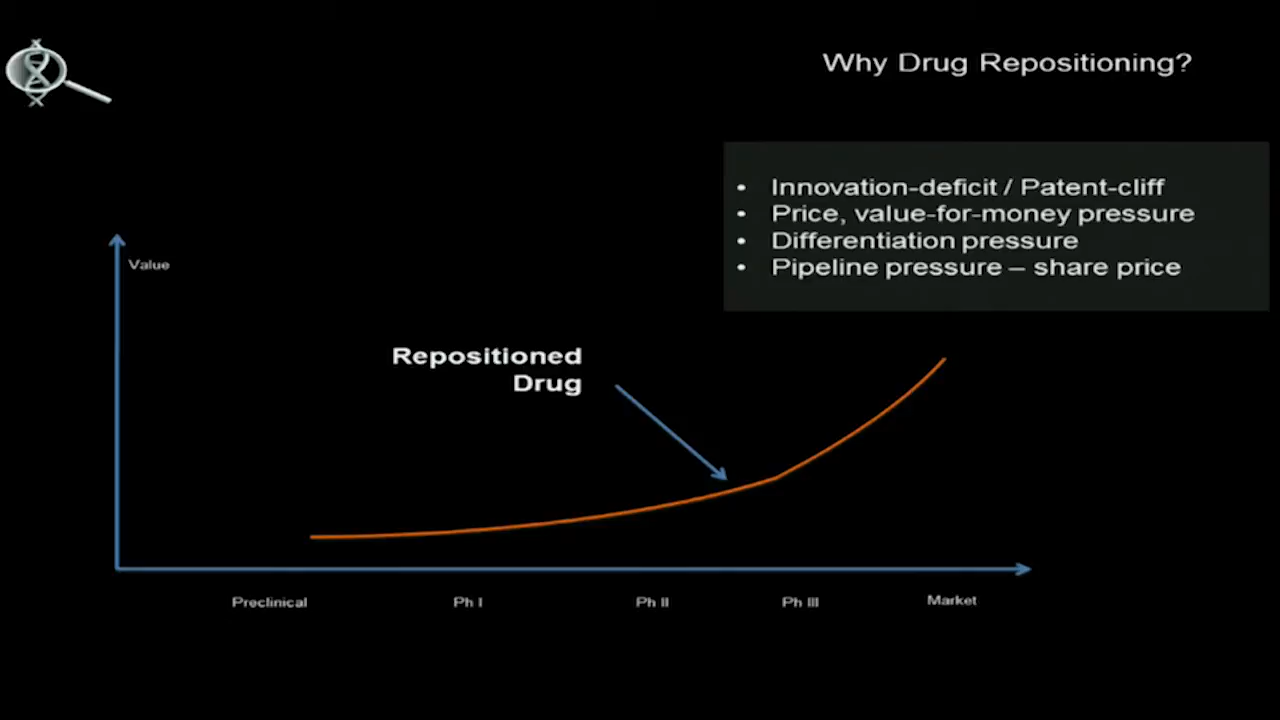 Why Drug Repositioning?
• Innovation-deficit / Patent-cliff
• Price, value-for-money pressure
• Differentiation pressure
• Pipeline pressure – share price
Value
Repositioned
Drug
Preclinical
Ph I
Ph II
Ph III
Market